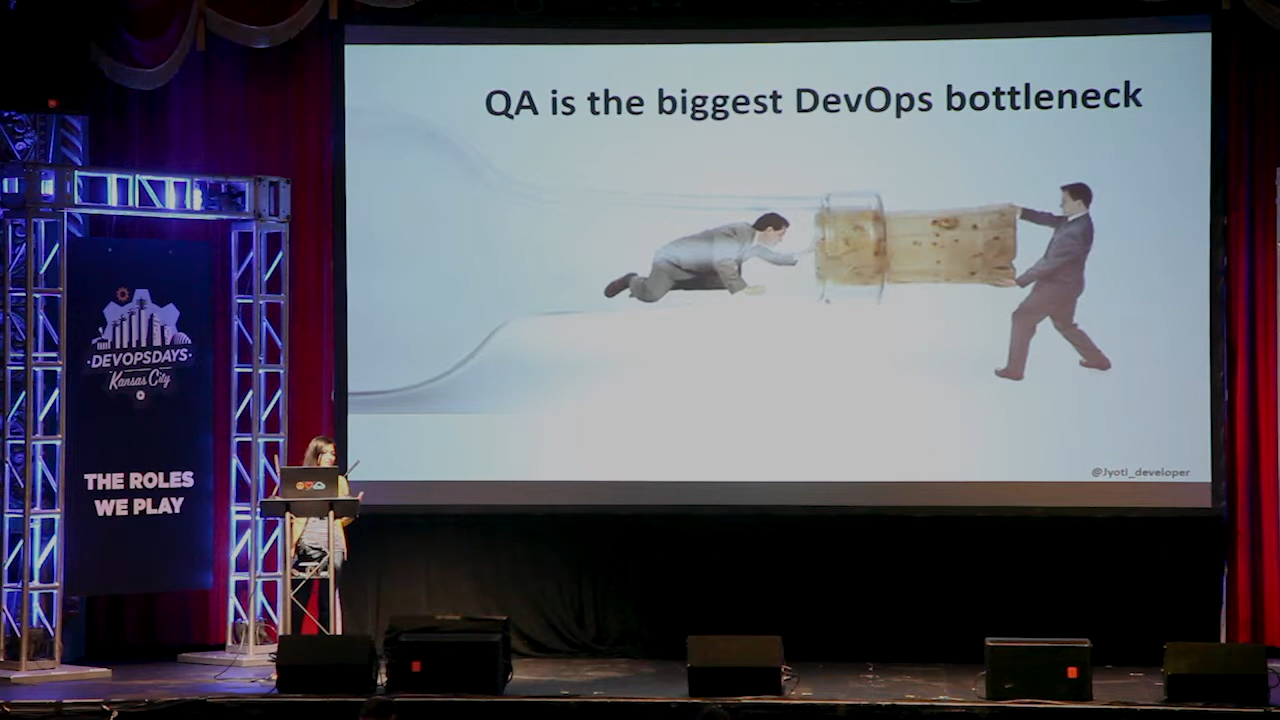 QA is the biggest DevOps bottleneck
@Jyoti_developer
·DEVOPSDAYS·
Kansas City
THE ROLES
WE PLAY